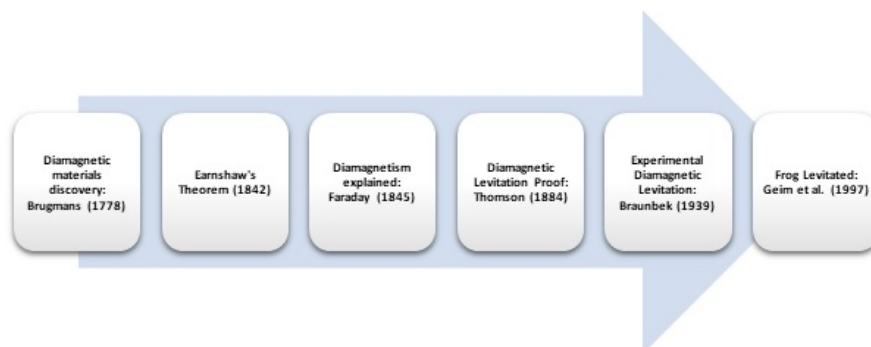 Diamagnetic
materials
discovery:
Brugmans (1778)
Earnshaw's
Theorem (1842)
Diamagnetism
explained:
Faraday (1845)
Diamagnetic
Levitation Proof:
Thomson (1884)
Experimental
Diamagnetic
Levitation:
Braunbek (1939)
Frog Levitated:
Geim et al. (1997)